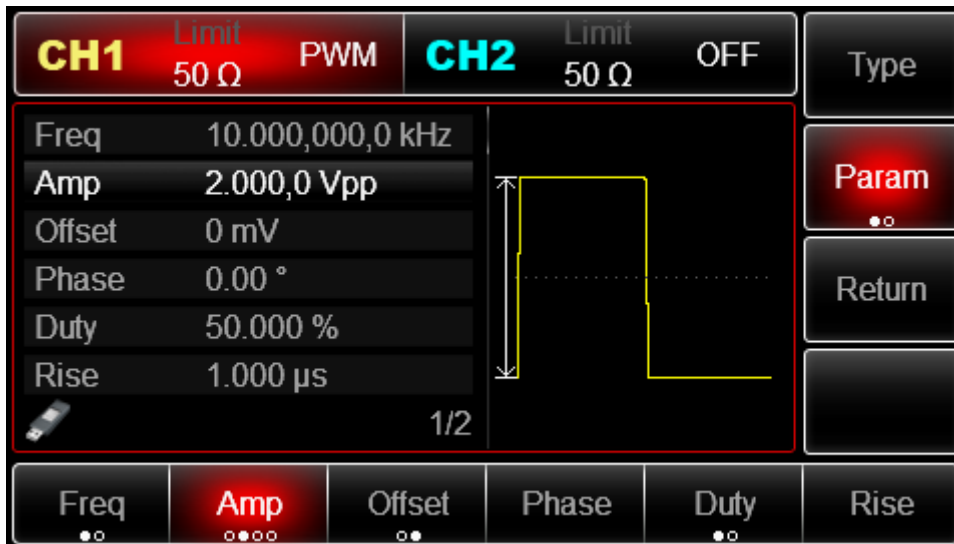 CH1 Limit 50 Ω PWM
CH2 Limit 50 Ω OFF
Type
Freq 10.000,000,0 kHz
Amp 2.000,0 Vpp
Offset 0 mV
Phase 0.00 °
Duty 50.000 %
Rise 1.000 µs
1/2
Param
Return
Freq Amp Offset Phase Duty Rise